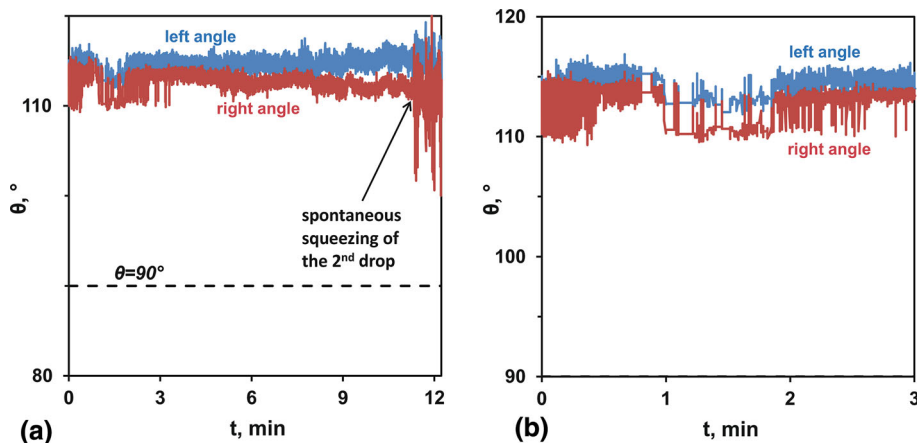 left angle
110
right angle
θ, °
spontaneous
squeezing of
the 2nd drop
θ=90°
80
0
3
6
9
12
(a)
t, min
120
left angle
110
right angle
θ, °
100
90
0
1
2
3
(b)
t, min